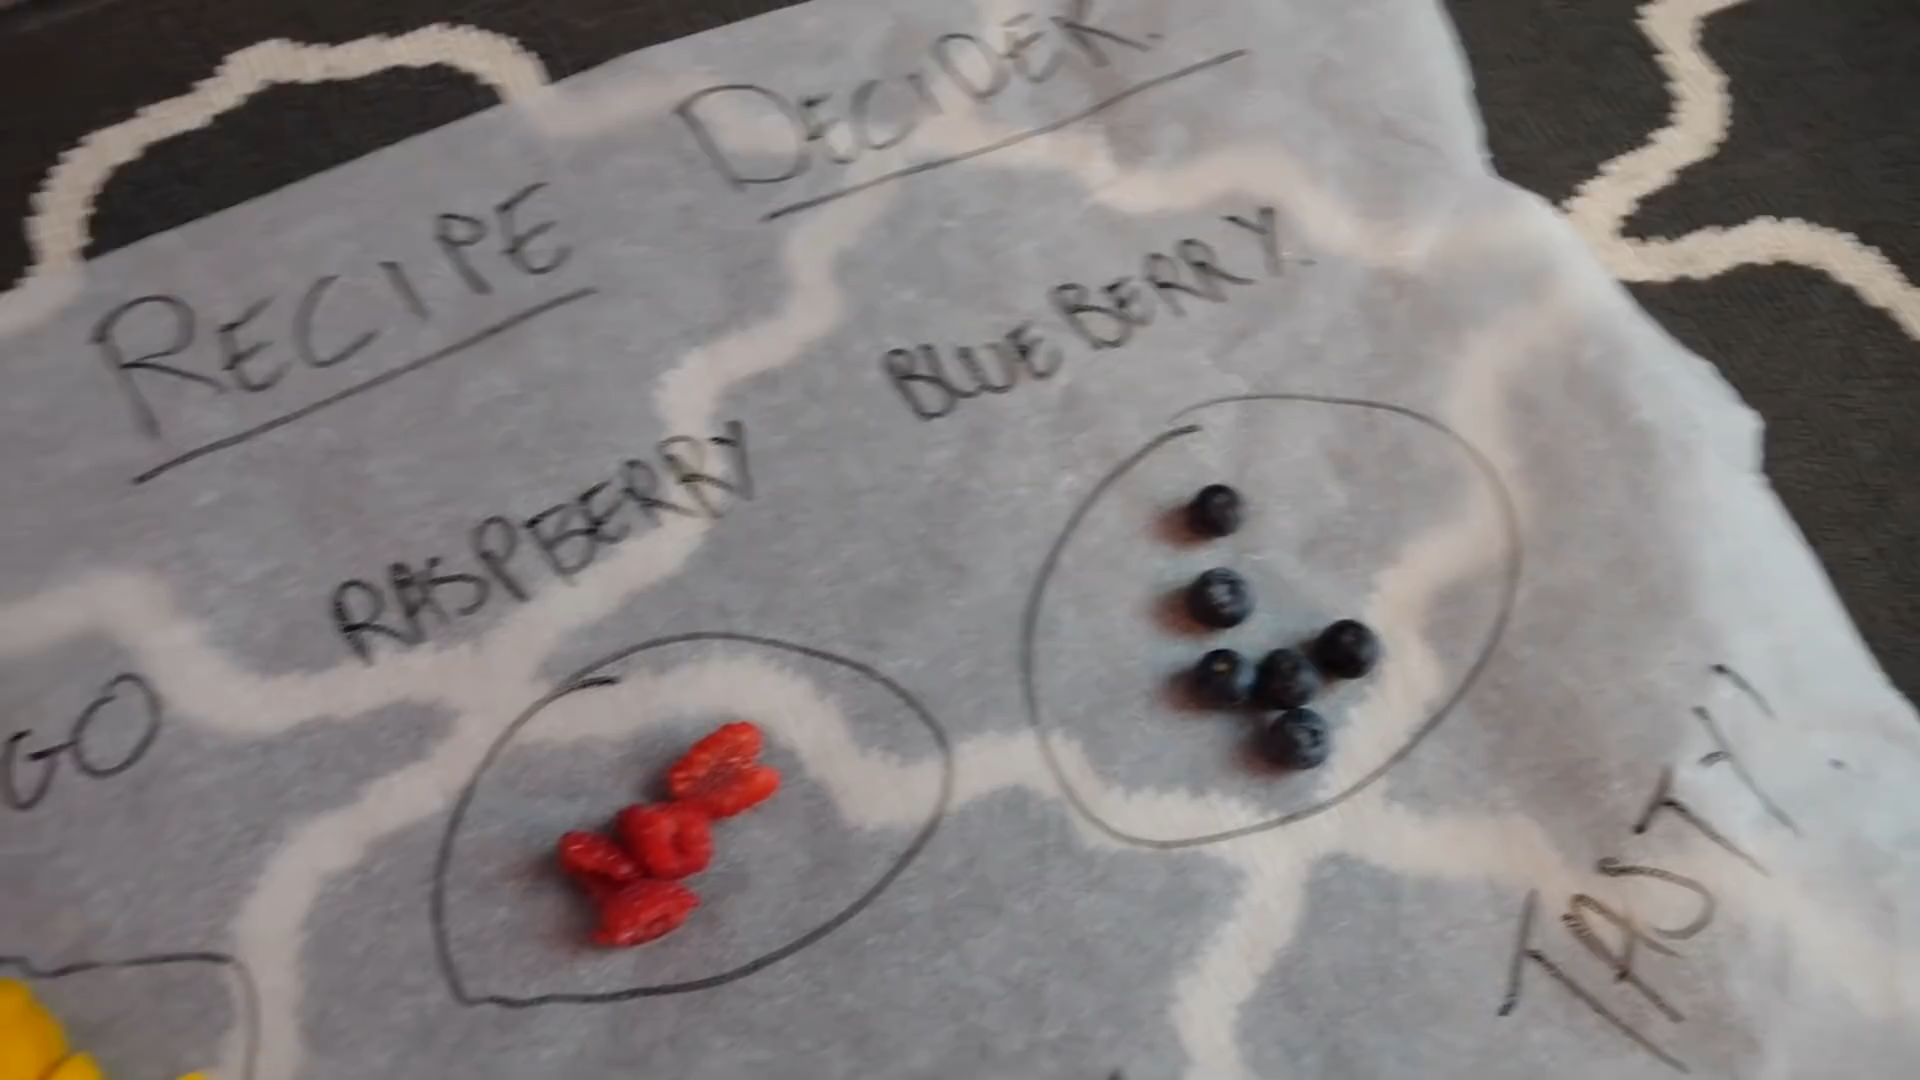 RECIPE DECIDER.
BLUEBERRY.
RASPBERRY
GO
TASTY!